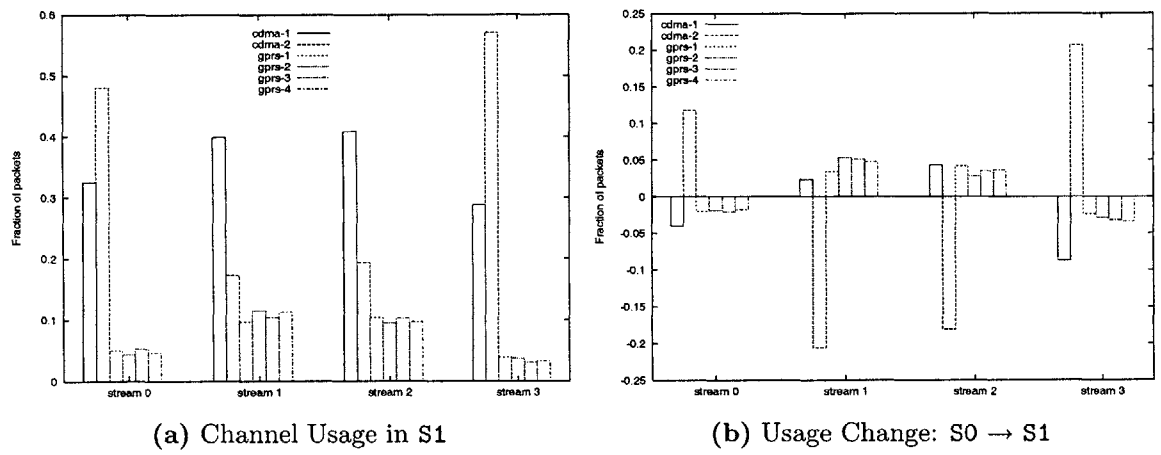 0.6
0.5
0.4
0.3
0.2
0.1
0
Fraction of packets
cdma-1
cdma-2
gprs-1
gprs-2
gprs-3
gprs-4
stream 0 stream 1 stream 2 stream 3
(a) Channel Usage in S1
0.25
0.2
0.15
0.1
0.05
0
-0.05
-0.1
-0.15
-0.2
-0.25
Fraction of packets
cdma-1
cdma-2
gprs-1
gprs-2
gprs-3
gprs-4
stream 0 stream 1 stream 2 stream 3
(b) Usage Change: S0 → S1